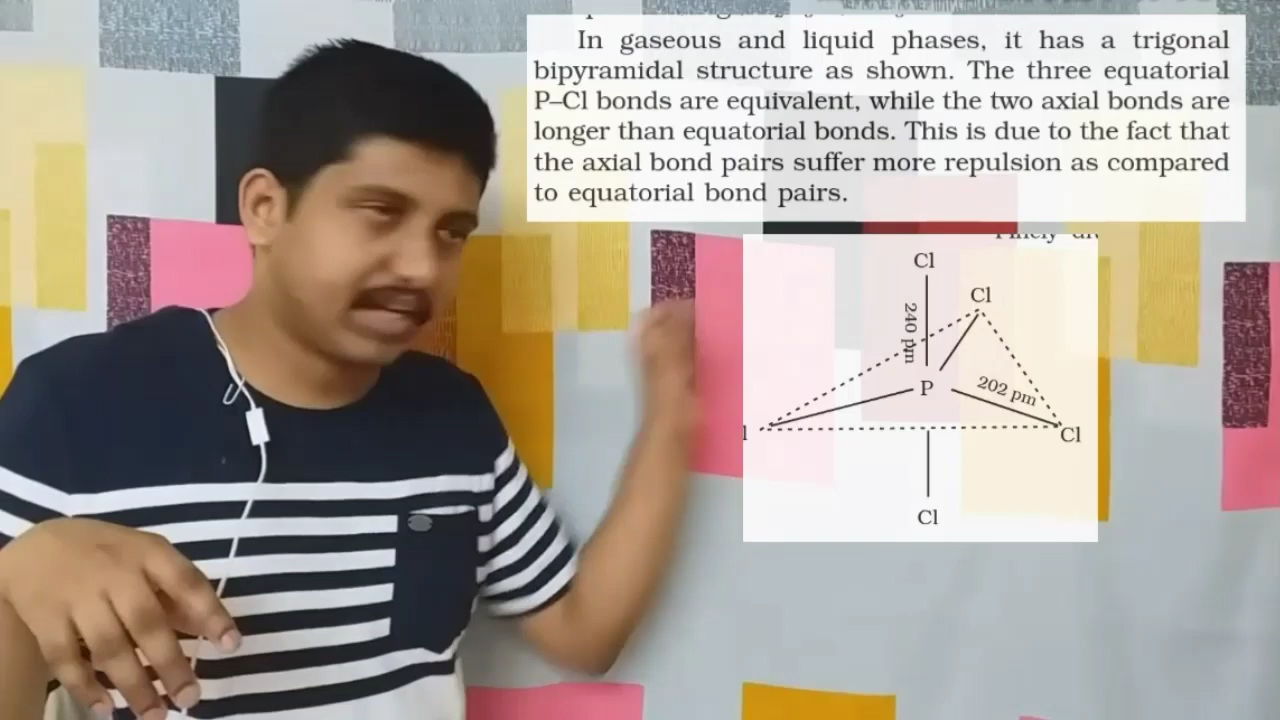 In gaseous and liquid phases, it has a trigonal
bipyramidal structure as shown. The three equatorial
P–Cl bonds are equivalent, while the two axial bonds are
longer than equatorial bonds. This is due to the fact that
the axial bond pairs suffer more repulsion as compared
to equatorial bond pairs.
Cl
Cl
240 pm
P
202 pm
Cl
Cl